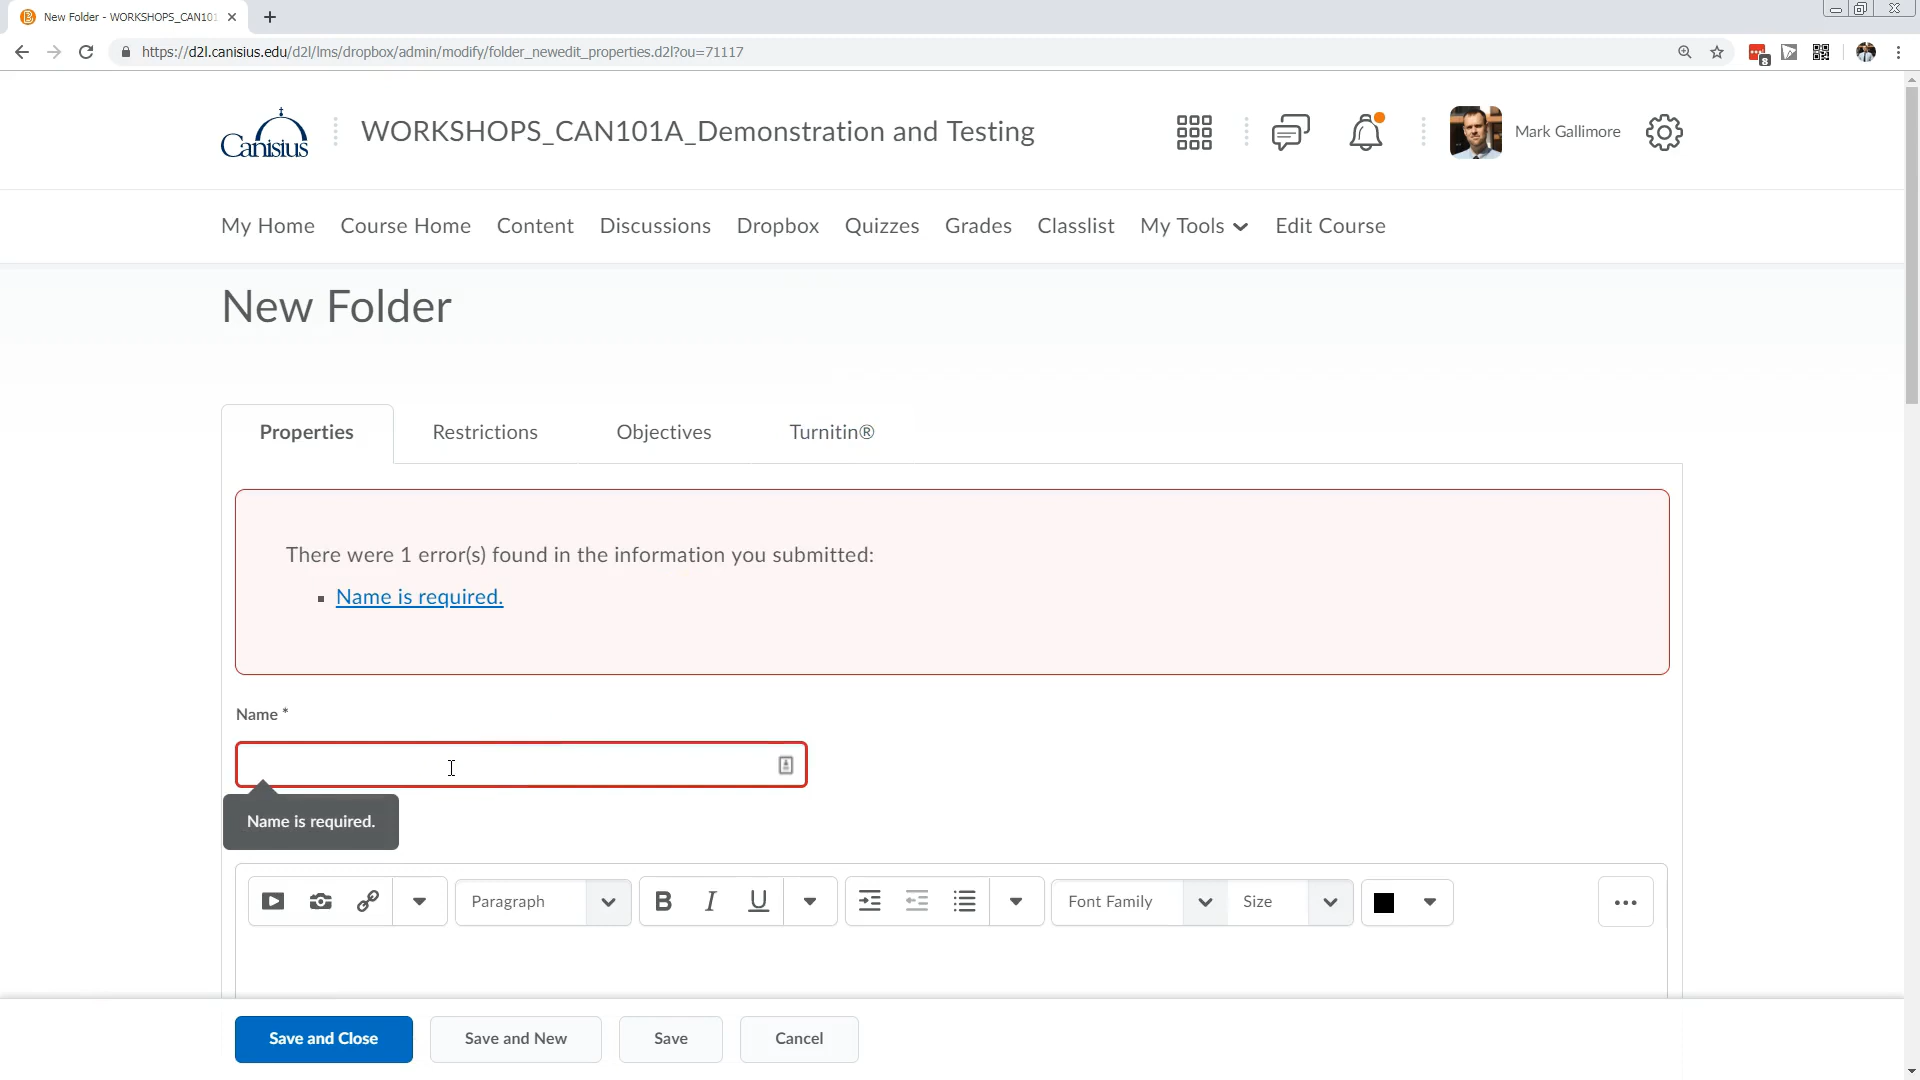 New Folder - WORKSHOPS_CAN101
https://d2l.canisius.edu/d2l/lms/dropbox/admin/modify/folder_newedit_properties.d2l?ou=71117
8
Canisius
WORKSHOPS_CAN101A_Demonstration and Testing
Mark Gallimore
My Home
Course Home
Content
Discussions
Dropbox
Quizzes
Grades
Classlist
My Tools
Edit Course
New Folder
Properties
Restrictions
Objectives
Turnitin®
There were 1 error(s) found in the information you submitted:
Name is required.
Name *
Name is required.
Paragraph
B
I
U
Font Family
Size
Save and Close
Save and New
Save
Cancel